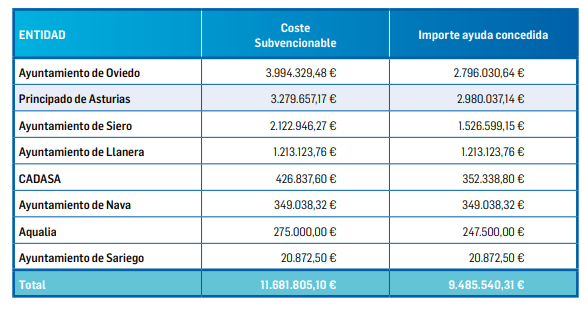 ENTIDAD Coste Subvencionable Importe ayuda concedida
Ayuntamiento de Oviedo 3.994.329,48 € 2.796.030,64 €
Principado de Asturias 3.279.657,17 € 2.980.037,14 €
Ayuntamiento de Siero 2.122.946,27 € 1.526.599,15 €
Ayuntamiento de Llanera 1.213.123,76 € 1.213.123,76 €
CADASA 426.837,60 € 352.338,80 €
Ayuntamiento de Nava 349.038,32 € 349.038,32 €
Aqualia 275.000,00 € 247.500,00 €
Ayuntamiento de Sariego 20.872,50 € 20.872,50 €
Total 11.681.805,10 € 9.485.540,31 €